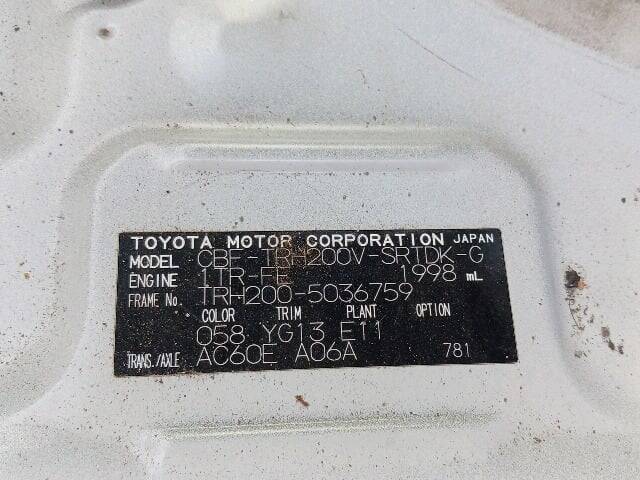 TOYOTA MOTOR CORPORATION JAPAN
MODEL CBF-TRH200V-SRTDK-G
ENGINE 1TR-FE 1998 mL
FRAME No. TRH200-5036759
COLOR TRIM PLANT OPTION
058 YG13 E11
TRANS./AXLE AC60E A06A 781